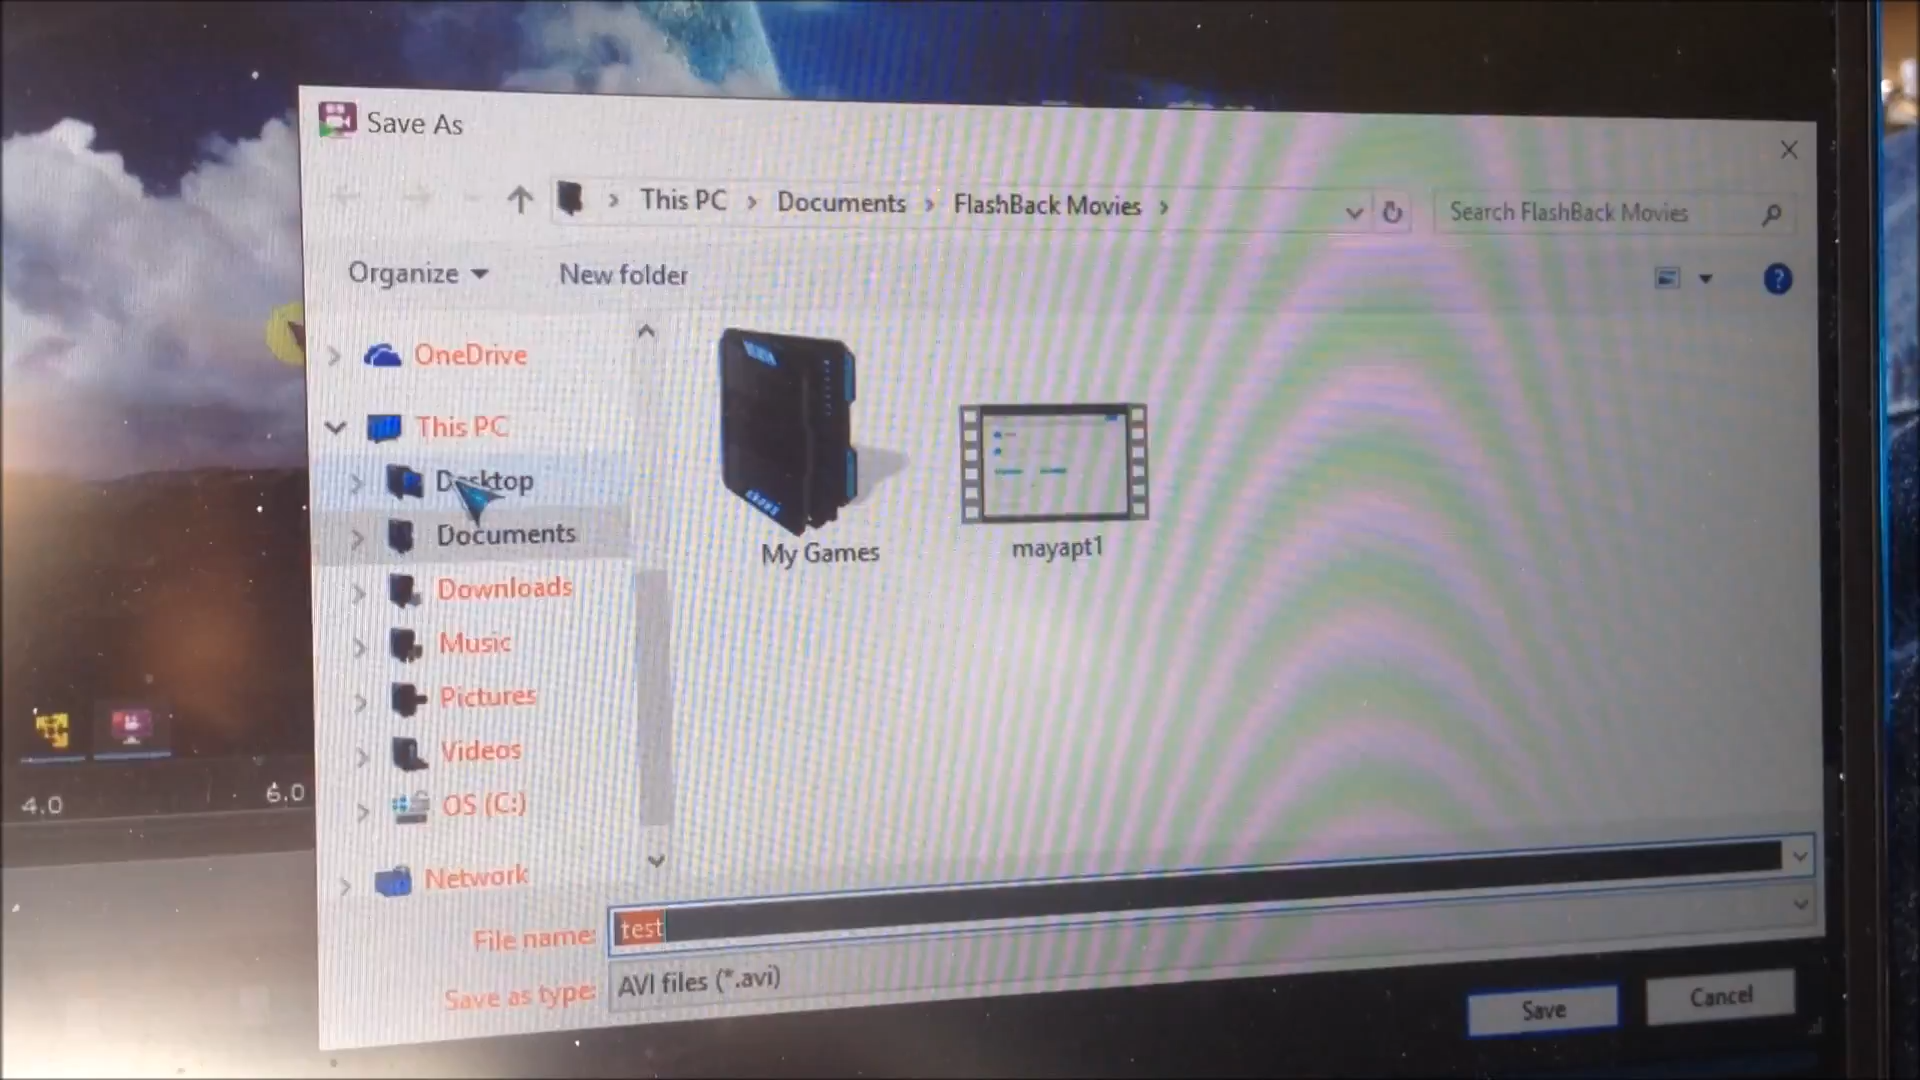 Save As
This PC > Documents > FlashBack Movies >
Search FlashBack Movies
Organize
New folder
?
OneDrive
This PC
Desktop
Documents
Downloads
Music
Pictures
Videos
OS (C:)
Network
My Games
mayapt1
4.0
6.0
File name: test
Save as type: AVI files (*.avi)
Save
Cancel